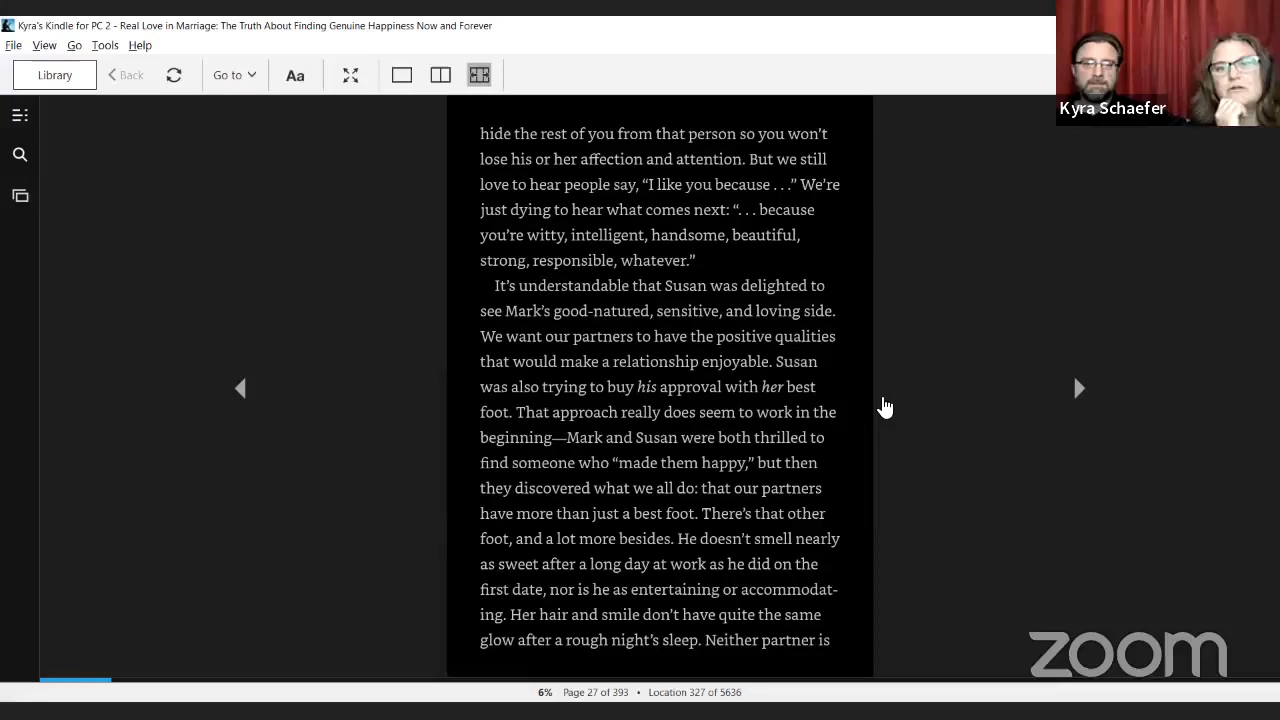 Kyra's Kindle for PC 2 - Real Love in Marriage: The Truth About Finding Genuine Happiness Now and Forever
File View Go Tools Help
Library Back Go to Aa
Kyra Schaefer
hide the rest of you from that person so you won’t
lose his or her affection and attention. But we still
love to hear people say, “I like you because . . .” We’re
just dying to hear what comes next: “. . . because
you’re witty, intelligent, handsome, beautiful,
strong, responsible, whatever.”
It’s understandable that Susan was delighted to
see Mark’s good-natured, sensitive, and loving side.
We want our partners to have the positive qualities
that would make a relationship enjoyable. Susan
was also trying to buy his approval with her best
foot. That approach really does seem to work in the
beginning—Mark and Susan were both thrilled to
find someone who “made them happy,” but then
they discovered what we all do: that our partners
have more than just a best foot. There’s that other
foot, and a lot more besides. He doesn’t smell nearly
as sweet after a long day at work as he did on the
first date, nor is he as entertaining or accommodat-
ing. Her hair and smile don’t have quite the same
glow after a rough night’s sleep. Neither partner is
zoom
6% Page 27 of 393 • Location 327 of 5636